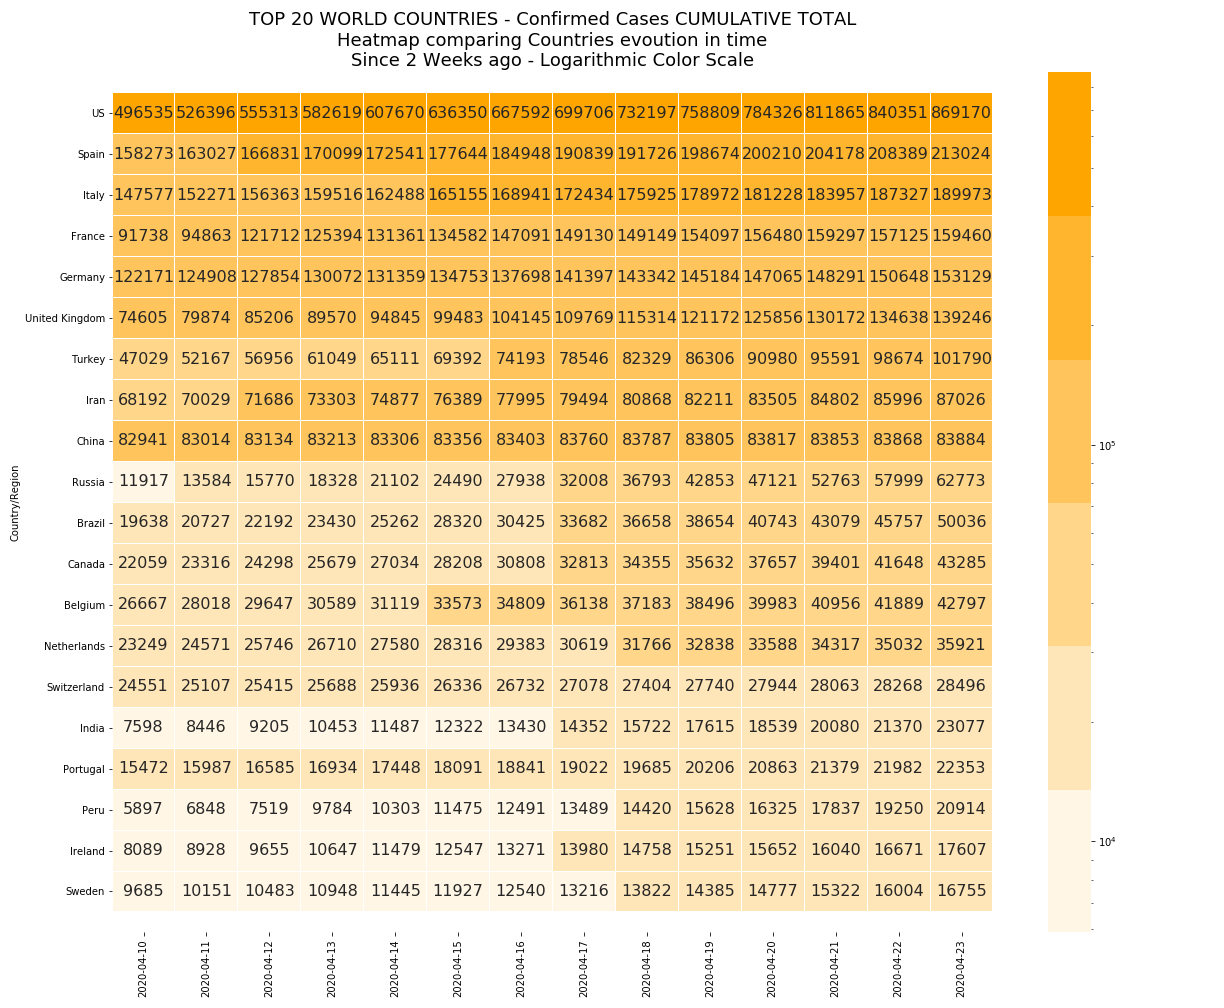 TOP 20 WORLD COUNTRIES - Confirmed Cases CUMULATIVE TOTAL
Heatmap comparing Countries evoution in time
Since 2 Weeks ago - Logarithmic Color Scale
US 496535 526396 555313 582619 607670 636350 667592 699706 732197 758809 784326 811865 840351 869170
Spain 158273 163027 166831 170099 172541 177644 184948 190839 191726 198674 200210 204178 208389 213024
Italy 147577 152271 156363 159516 162488 165155 168941 172434 175925 178972 181228 183957 187327 189973
France 91738 94863 121712 125394 131361 134582 147091 149130 149149 154097 156480 159297 157125 159460
Germany 122171 124908 127854 130072 131359 134753 137698 141397 143342 145184 147065 148291 150648 153129
United Kingdom 74605 79874 85206 89570 94845 99483 104145 109769 115314 121172 125856 130172 134638 139246
Turkey 47029 52167 56956 61049 65111 69392 74193 78546 82329 86306 90980 95591 98674 101790
Iran 68192 70029 71686 73303 74877 76389 77995 79494 80868 82211 83505 84802 85996 87026
China 82941 83014 83134 83213 83306 83356 83403 83760 83787 83805 83817 83853 83868 83884
Russia 11917 13584 15770 18328 21102 24490 27938 32008 36793 42853 47121 52763 57999 62773
Brazil 19638 20727 22192 23430 25262 28320 30425 33682 36658 38654 40743 43079 45757 50036
Canada 22059 23316 24298 25679 27034 28208 30808 32813 34355 35632 37657 39401 41648 43285
Belgium 26667 28018 29647 30589 31119 33573 34809 36138 37183 38496 39983 40956 41889 42797
Netherlands 23249 24571 25746 26710 27580 28316 29383 30619 31766 32838 33588 34317 35032 35921
Switzerland 24551 25107 25415 25688 25936 26336 26732 27078 27404 27740 27944 28063 28268 28496
India 7598 8446 9205 10453 11487 12322 13430 14352 15722 17615 18539 20080 21370 23077
Portugal 15472 15987 16585 16934 17448 18091 18841 19022 19685 20206 20863 21379 21982 22353
Peru 5897 6848 7519 9784 10303 11475 12491 13489 14420 15628 16325 17837 19250 20914
Ireland 8089 8928 9655 10647 11479 12547 13271 13980 14758 15251 15652 16040 16671 17607
Sweden 9685 10151 10483 10948 11445 11927 12540 13216 13822 14385 14777 15322 16004 16755
2020-04-10 2020-04-11 2020-04-12 2020-04-13 2020-04-14 2020-04-15 2020-04-16 2020-04-17 2020-04-18 2020-04-19 2020-04-20 2020-04-21 2020-04-22 2020-04-23
Country/Region
10⁵
10⁴